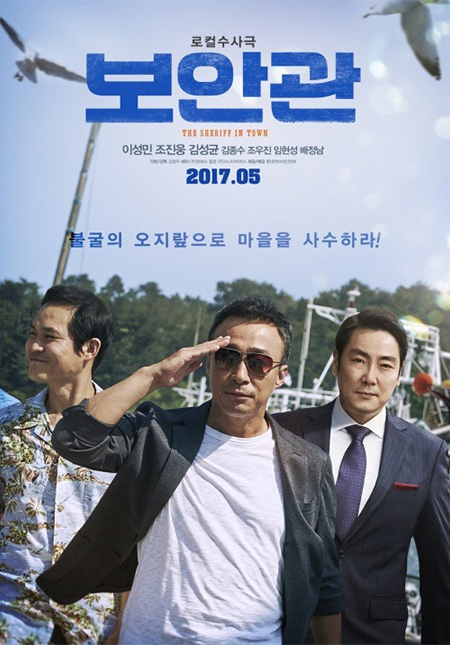 로컬수사극
보안관
THE SHERIFF IN TOWN
이성민 조진웅 김성균 김종수 조우진 임현성 배정남
2017.05
불굴의 오지랖으로 마을을 사수하라!